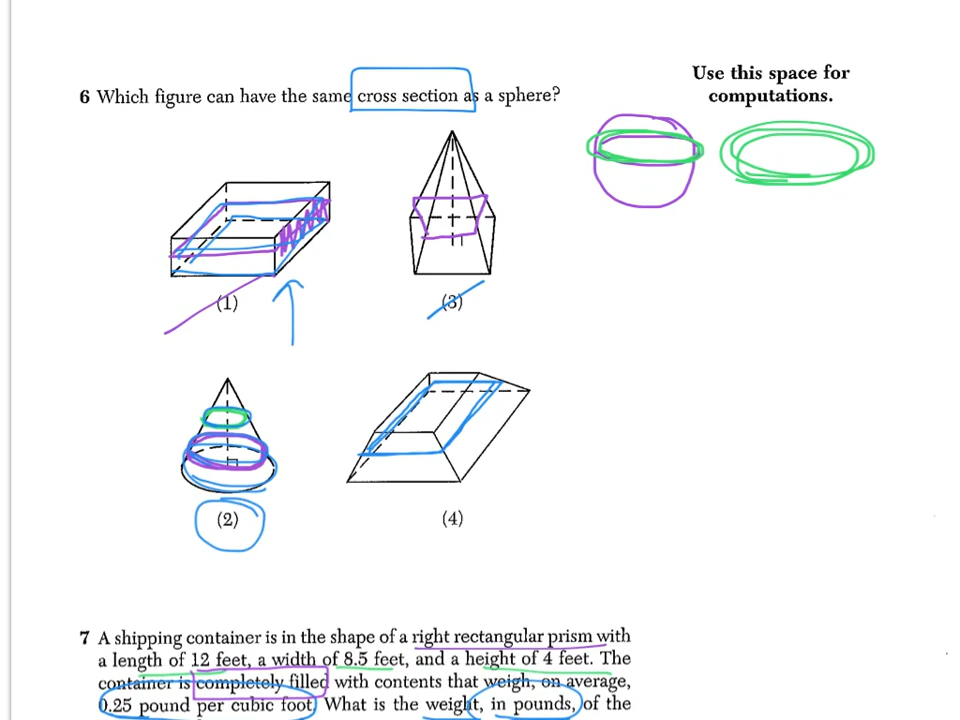 6 Which figure can have the same cross section as a sphere?
Use this space for
computations.
(1)
(3)
(2)
(4)
7 A shipping container is in the shape of a right rectangular prism with
a length of 12 feet, a width of 8.5 feet, and a height of 4 feet. The
container is completely filled with contents that weigh, on average,
0.25 pound per cubic foot. What is the weight, in pounds, of the